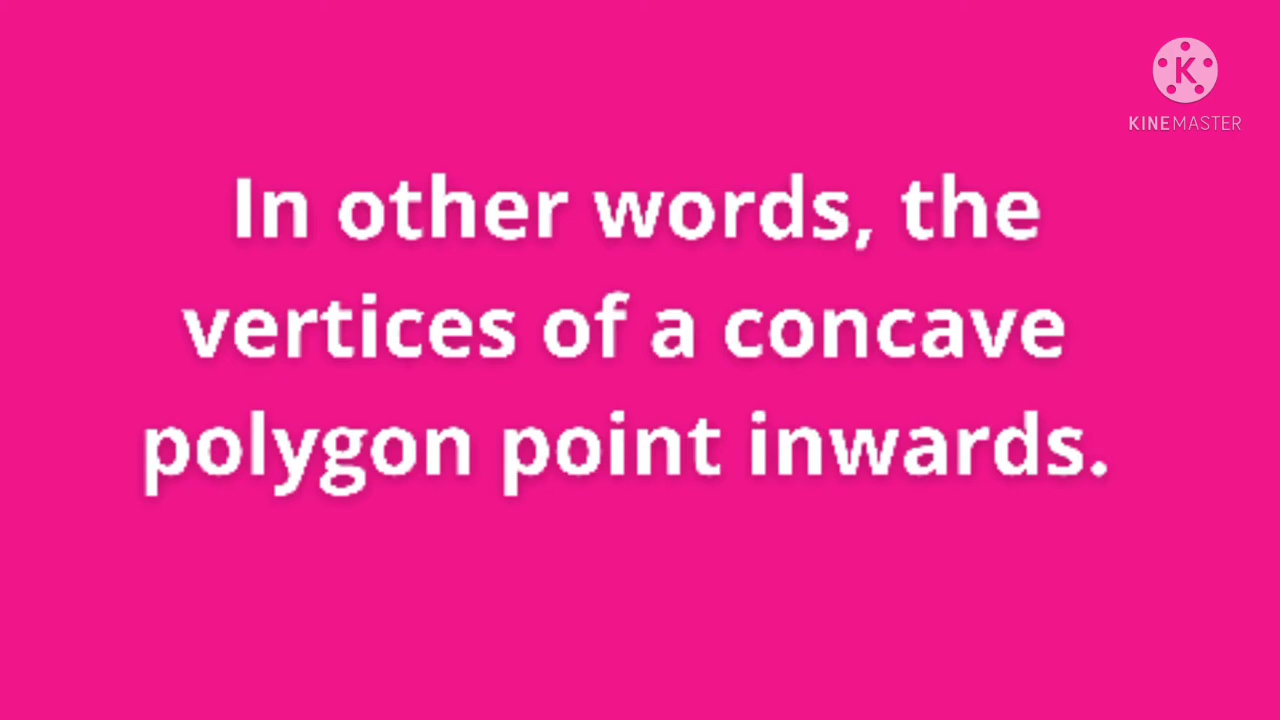 K
KINEMASTER
In other words, the
vertices of a concave
polygon point inwards.